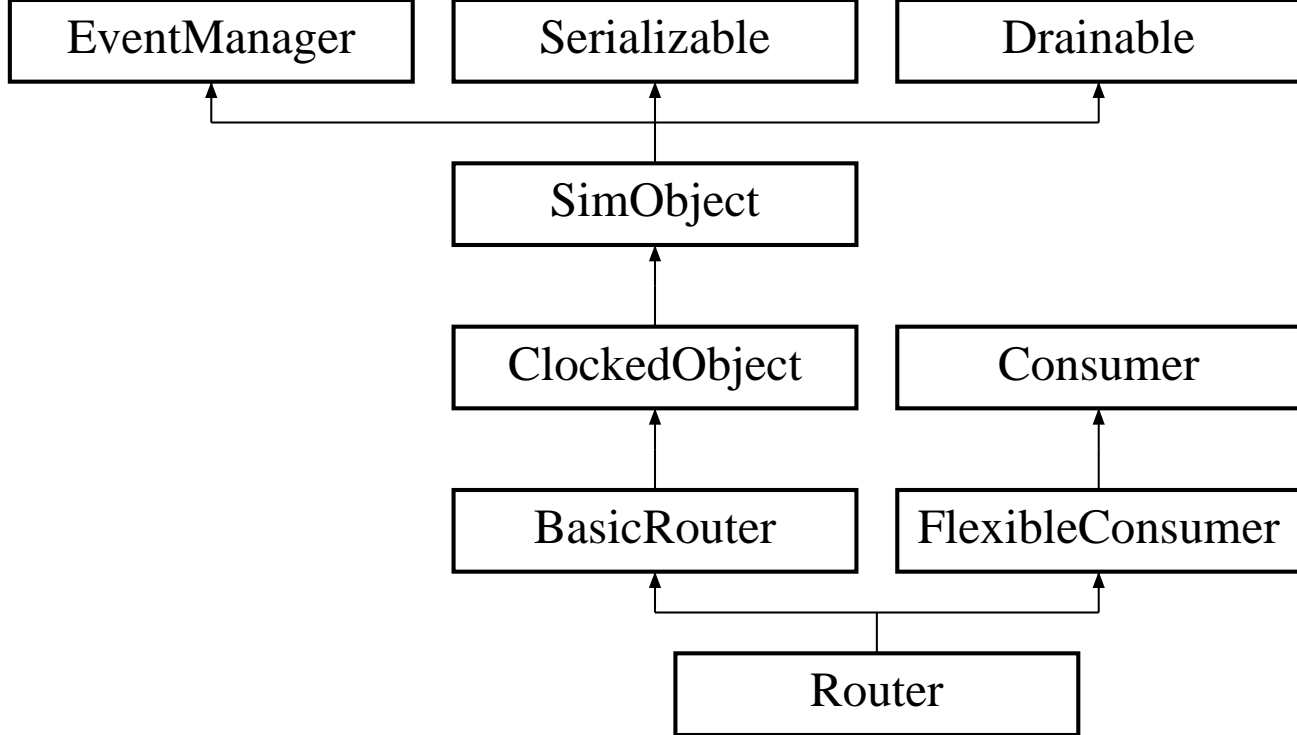 EventManager
Serializable
Drainable
SimObject
ClockedObject
Consumer
BasicRouter
FlexibleConsumer
Router